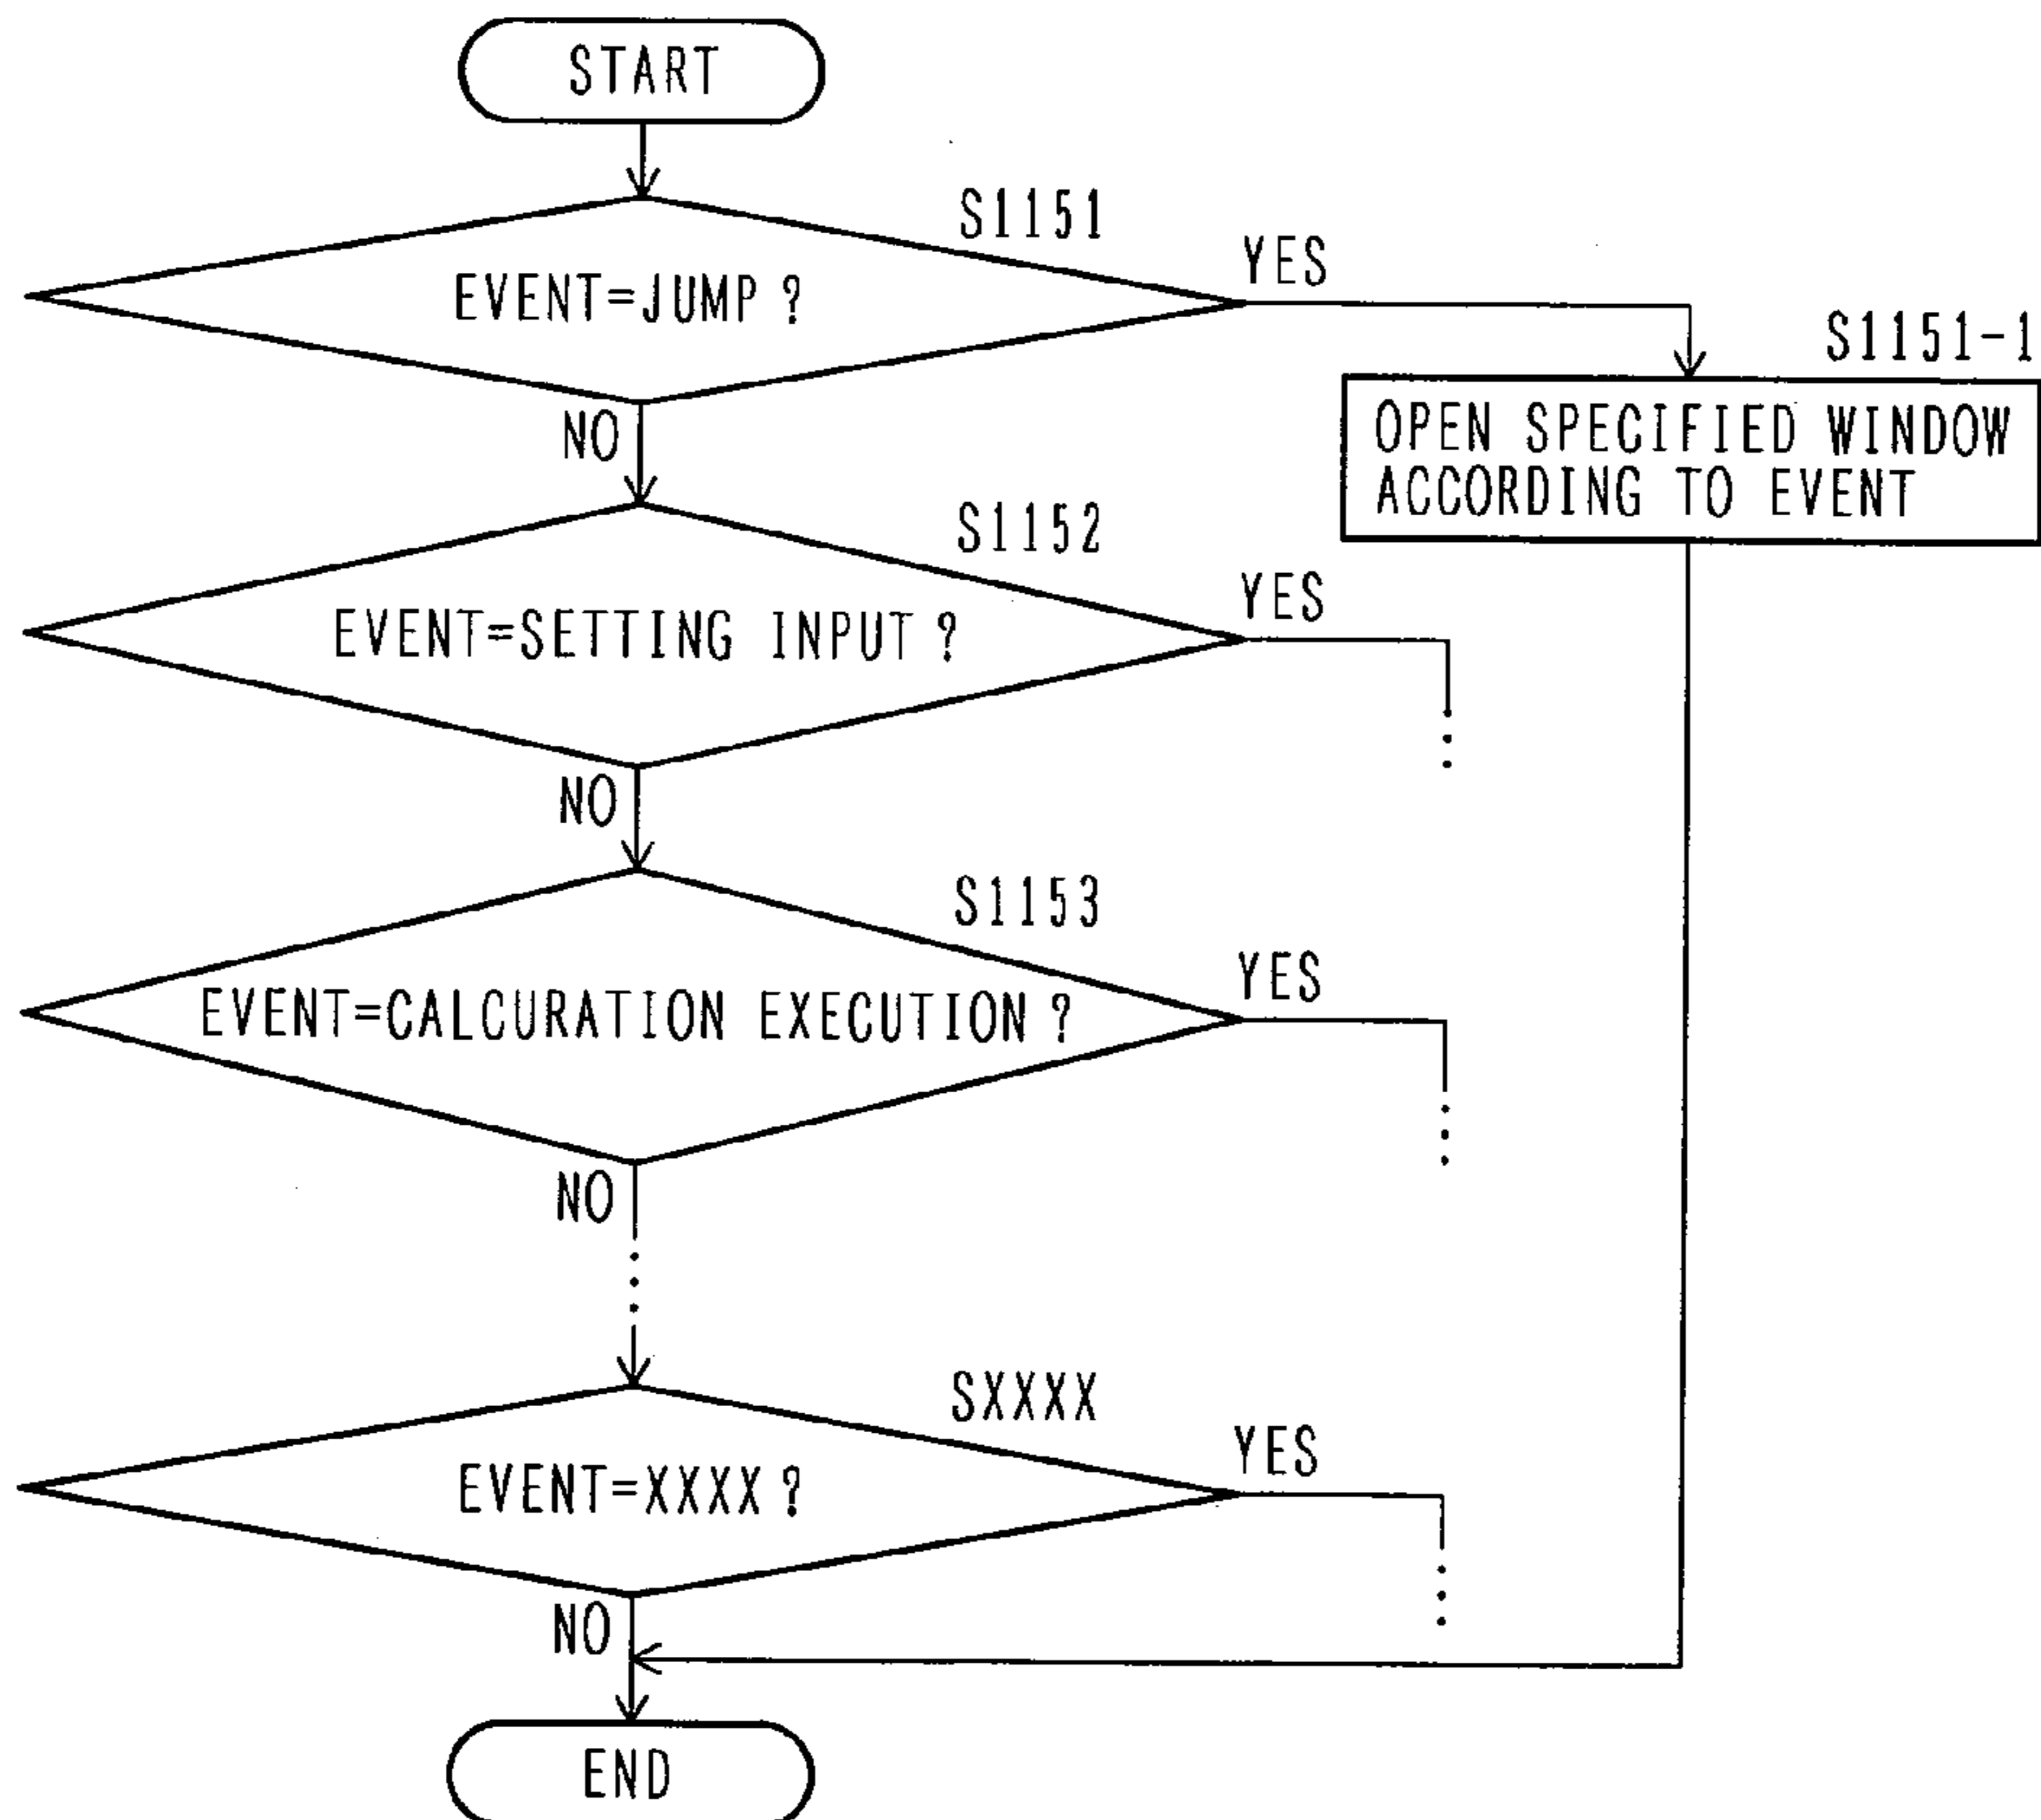 START
S1151
EVENT=JUMP?
YES
S1151-1
OPEN SPECIFIED WINDOW
ACCORDING TO EVENT
NO
S1152
EVENT=SETTING INPUT?
YES
NO
S1153
EVENT=CALCURATION EXECUTION?
YES
NO
SXXXX
EVENT=XXXX?
YES
NO
END